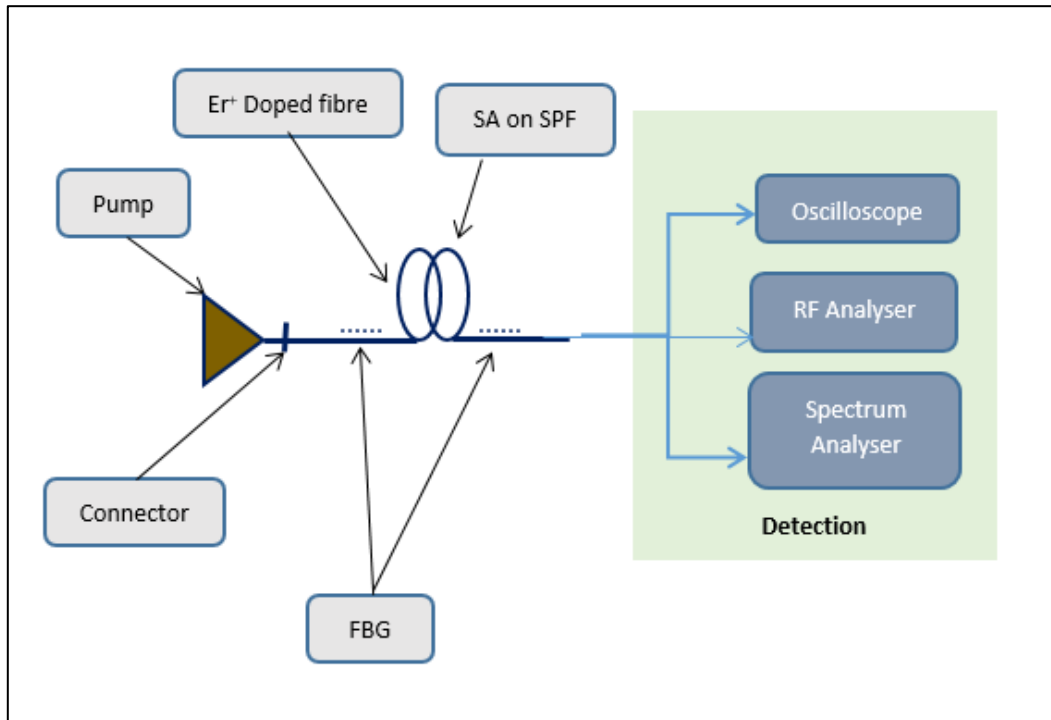 Er⁺ Doped fibre
SA on SPF
Pump
Oscilloscope
RF Analyser
Spectrum
Analyser
Connector
Detection
FBG